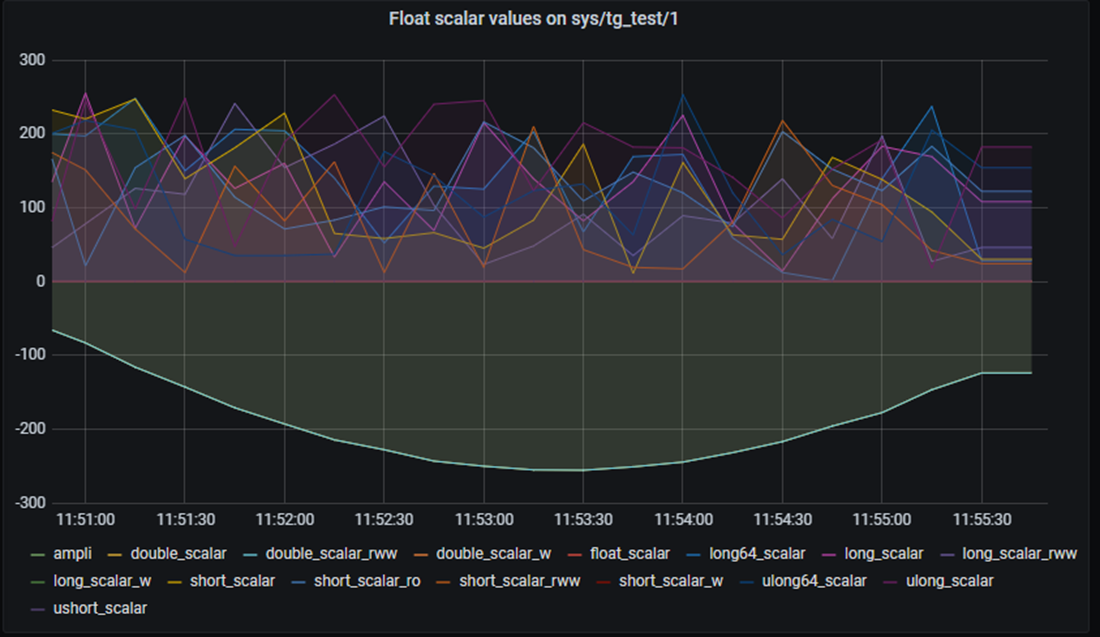 Float scalar values on sys/tg_test/1
300
200
100
0
-100
-200
-300
11:51:00 11:51:30 11:52:00 11:52:30 11:53:00 11:53:30 11:54:00 11:54:30 11:55:00 11:55:30
ampli double_scalar double_scalar_rww double_scalar_w float_scalar long64_scalar long_scalar long_scalar_rww
long_scalar_w short_scalar short_scalar_ro short_scalar_rww short_scalar_w ulong64_scalar ulong_scalar
ushort_scalar